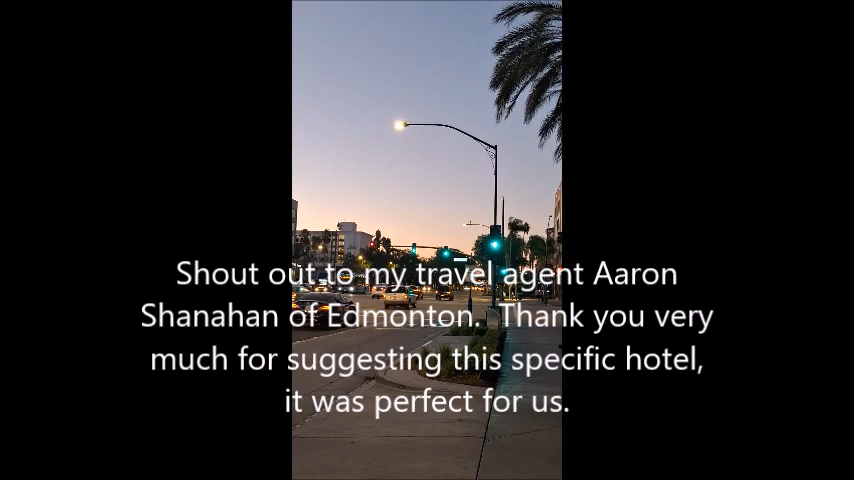 Shout out to my travel agent Aaron
Shanahan of Edmonton.  Thank you very
much for suggesting this specific hotel,
it was perfect for us.